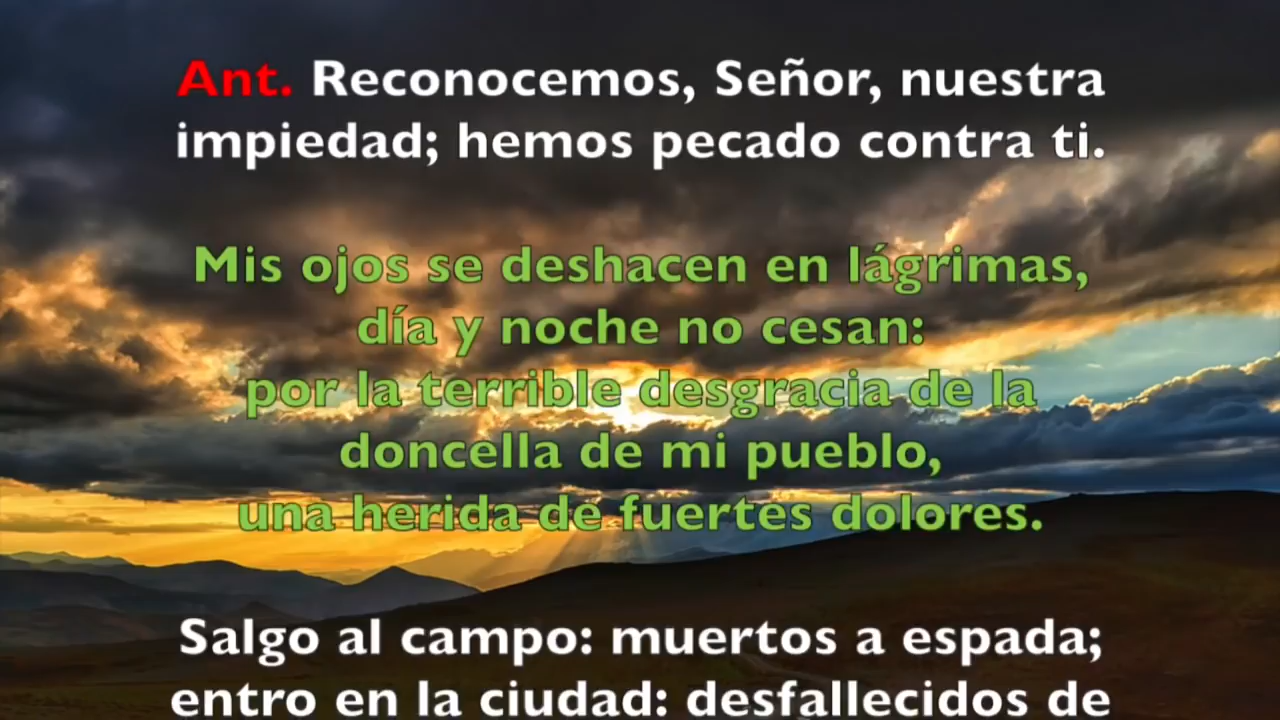 Ant. Reconocemos, Señor, nuestra
impiedad; hemos pecado contra ti.
Mis ojos se deshacen en lágrimas,
día y noche no cesan:
por la terrible desgracia de la
doncella de mi pueblo,
una herida de fuertes dolores.
Salgo al campo: muertos a espada;
entro en la ciudad: desfallecidos de